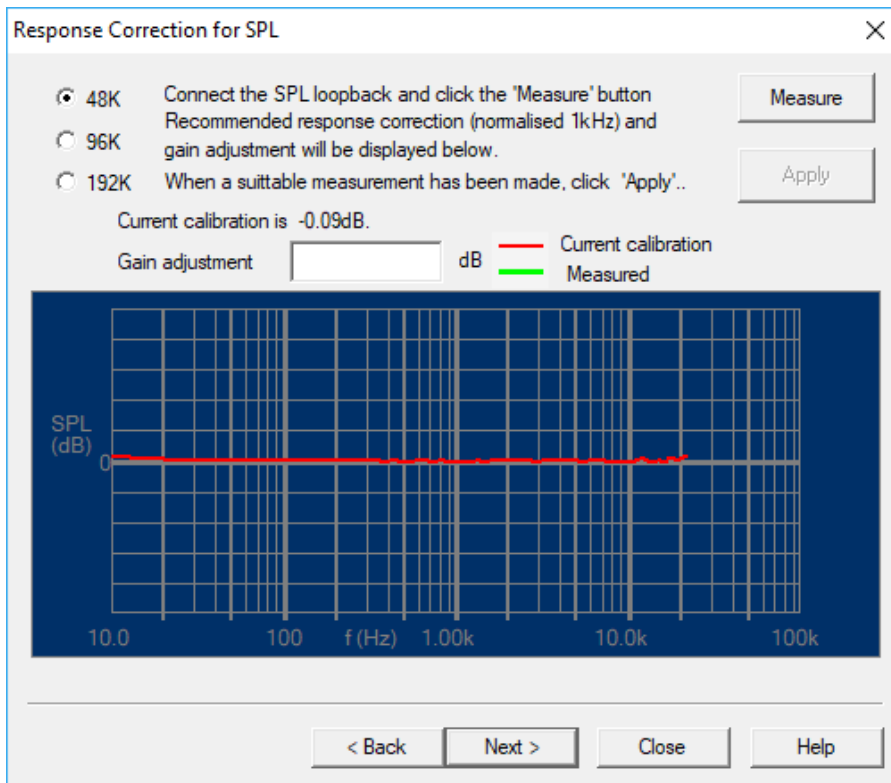 Response Correction for SPL
48K
Connect the SPL loopback and click the 'Measure' button
Measure
96K
Recommended response correction (normalised 1kHz) and
gain adjustment will be displayed below.
192K
When a suittable measurement has been made, click 'Apply'..
Apply
Current calibration is -0.09dB.
Gain adjustment
dB
Current calibration
Measured
SPL
(dB)
0
10.0
100
f (Hz)
1.00k
10.0k
100k
< Back
Next >
Close
Help